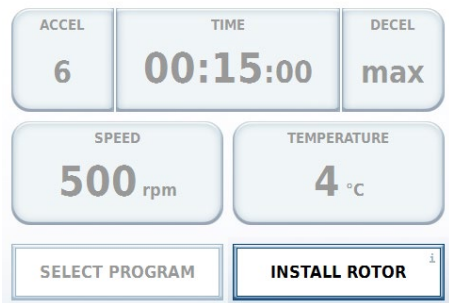 ACCEL TIME DECEL
6 00:15:00 max
SPEED TEMPERATURE
500 rpm 4 °C
i
SELECT PROGRAM INSTALL ROTOR